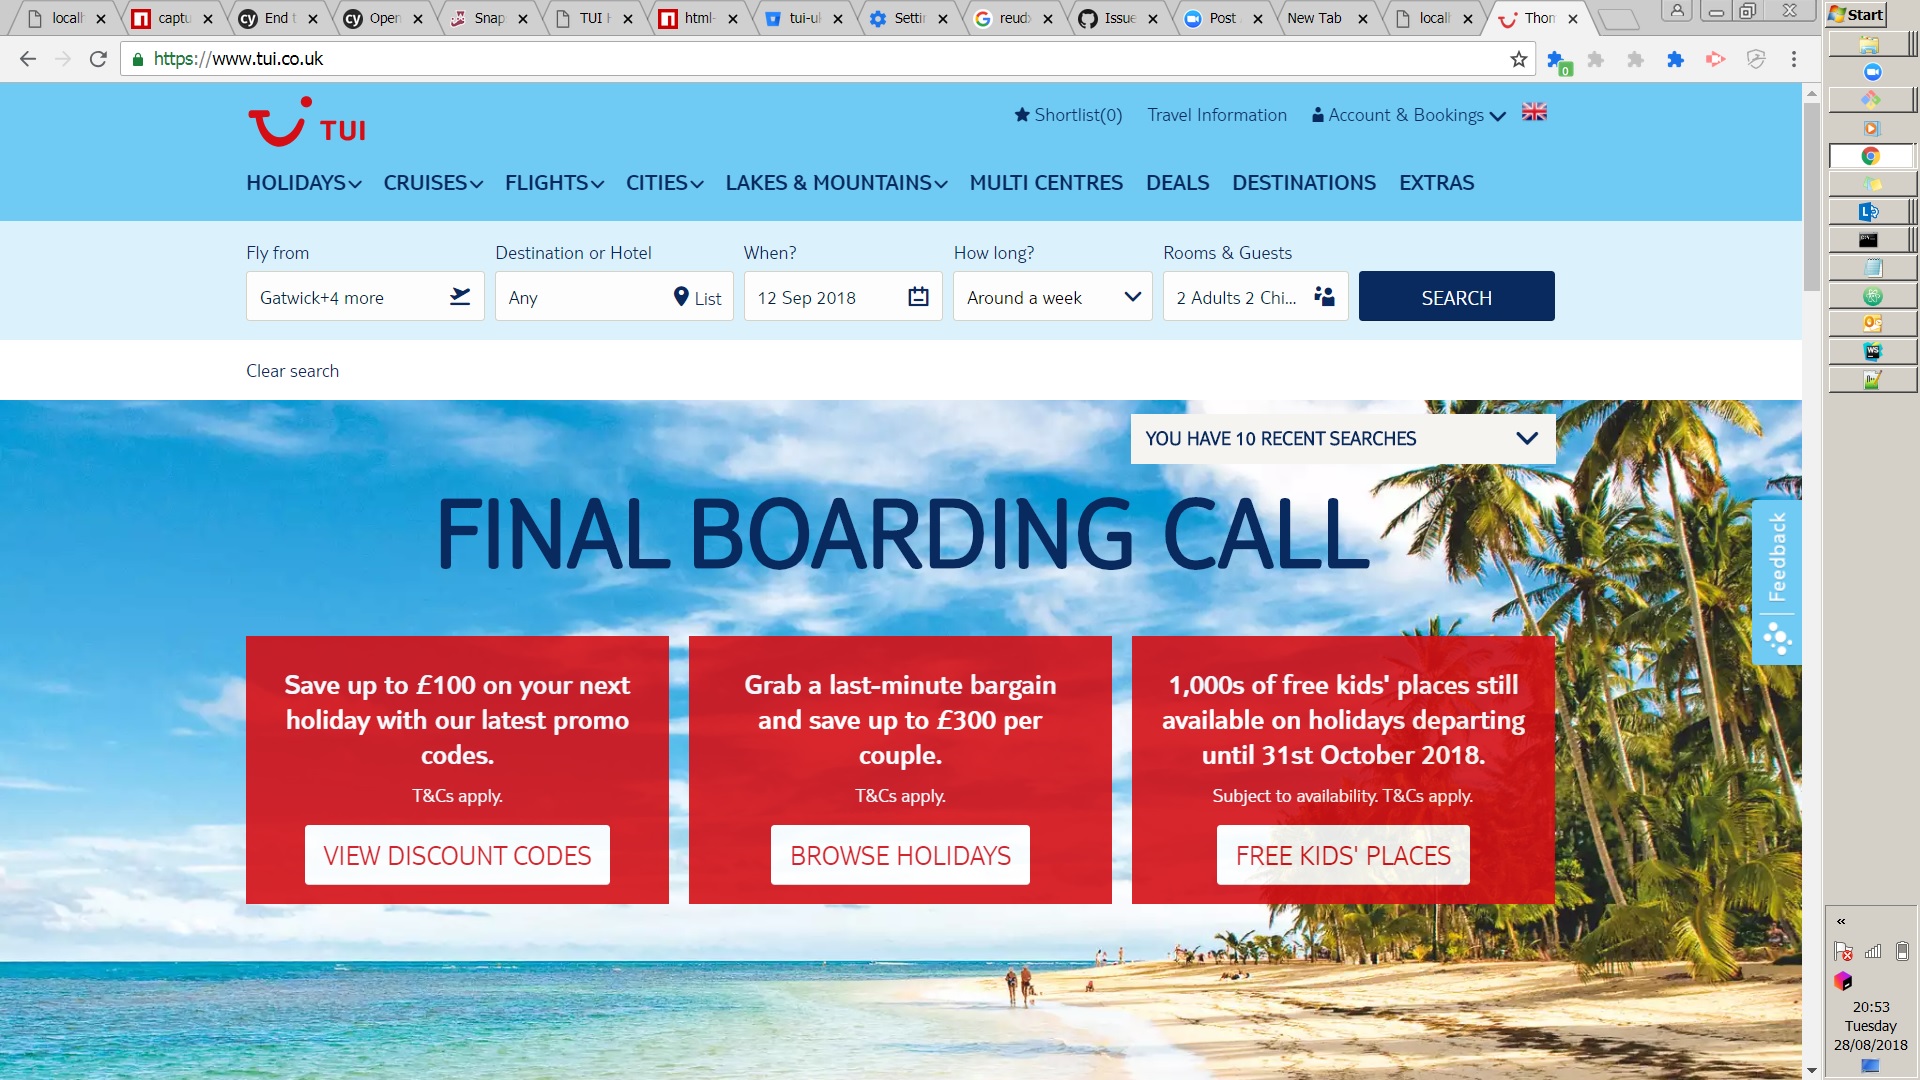 locall
captu
End t
Open
Snap
TUI H
html-
tui-uk
Settin
reudx
Issue
Post
New Tab
locall
Thom
Start
https://www.tui.co.uk
0
TUI
Shortlist(0)
Travel Information
Account & Bookings
HOLIDAYS
CRUISES
FLIGHTS
CITIES
LAKES & MOUNTAINS
MULTI CENTRES
DEALS
DESTINATIONS
EXTRAS
Fly from
Destination or Hotel
When?
How long?
Rooms & Guests
Gatwick+4 more
Any
List
12 Sep 2018
Around a week
2 Adults 2 Chi...
SEARCH
Clear search
YOU HAVE 10 RECENT SEARCHES
FINAL BOARDING CALL
Feedback
Save up to £100 on your next
holiday with our latest promo
codes.
T&Cs apply.
VIEW DISCOUNT CODES
Grab a last-minute bargain
and save up to £300 per
couple.
T&Cs apply.
BROWSE HOLIDAYS
1,000s of free kids' places still
available on holidays departing
until 31st October 2018.
Subject to availability. T&Cs apply.
FREE KIDS' PLACES
20:53
Tuesday
28/08/2018